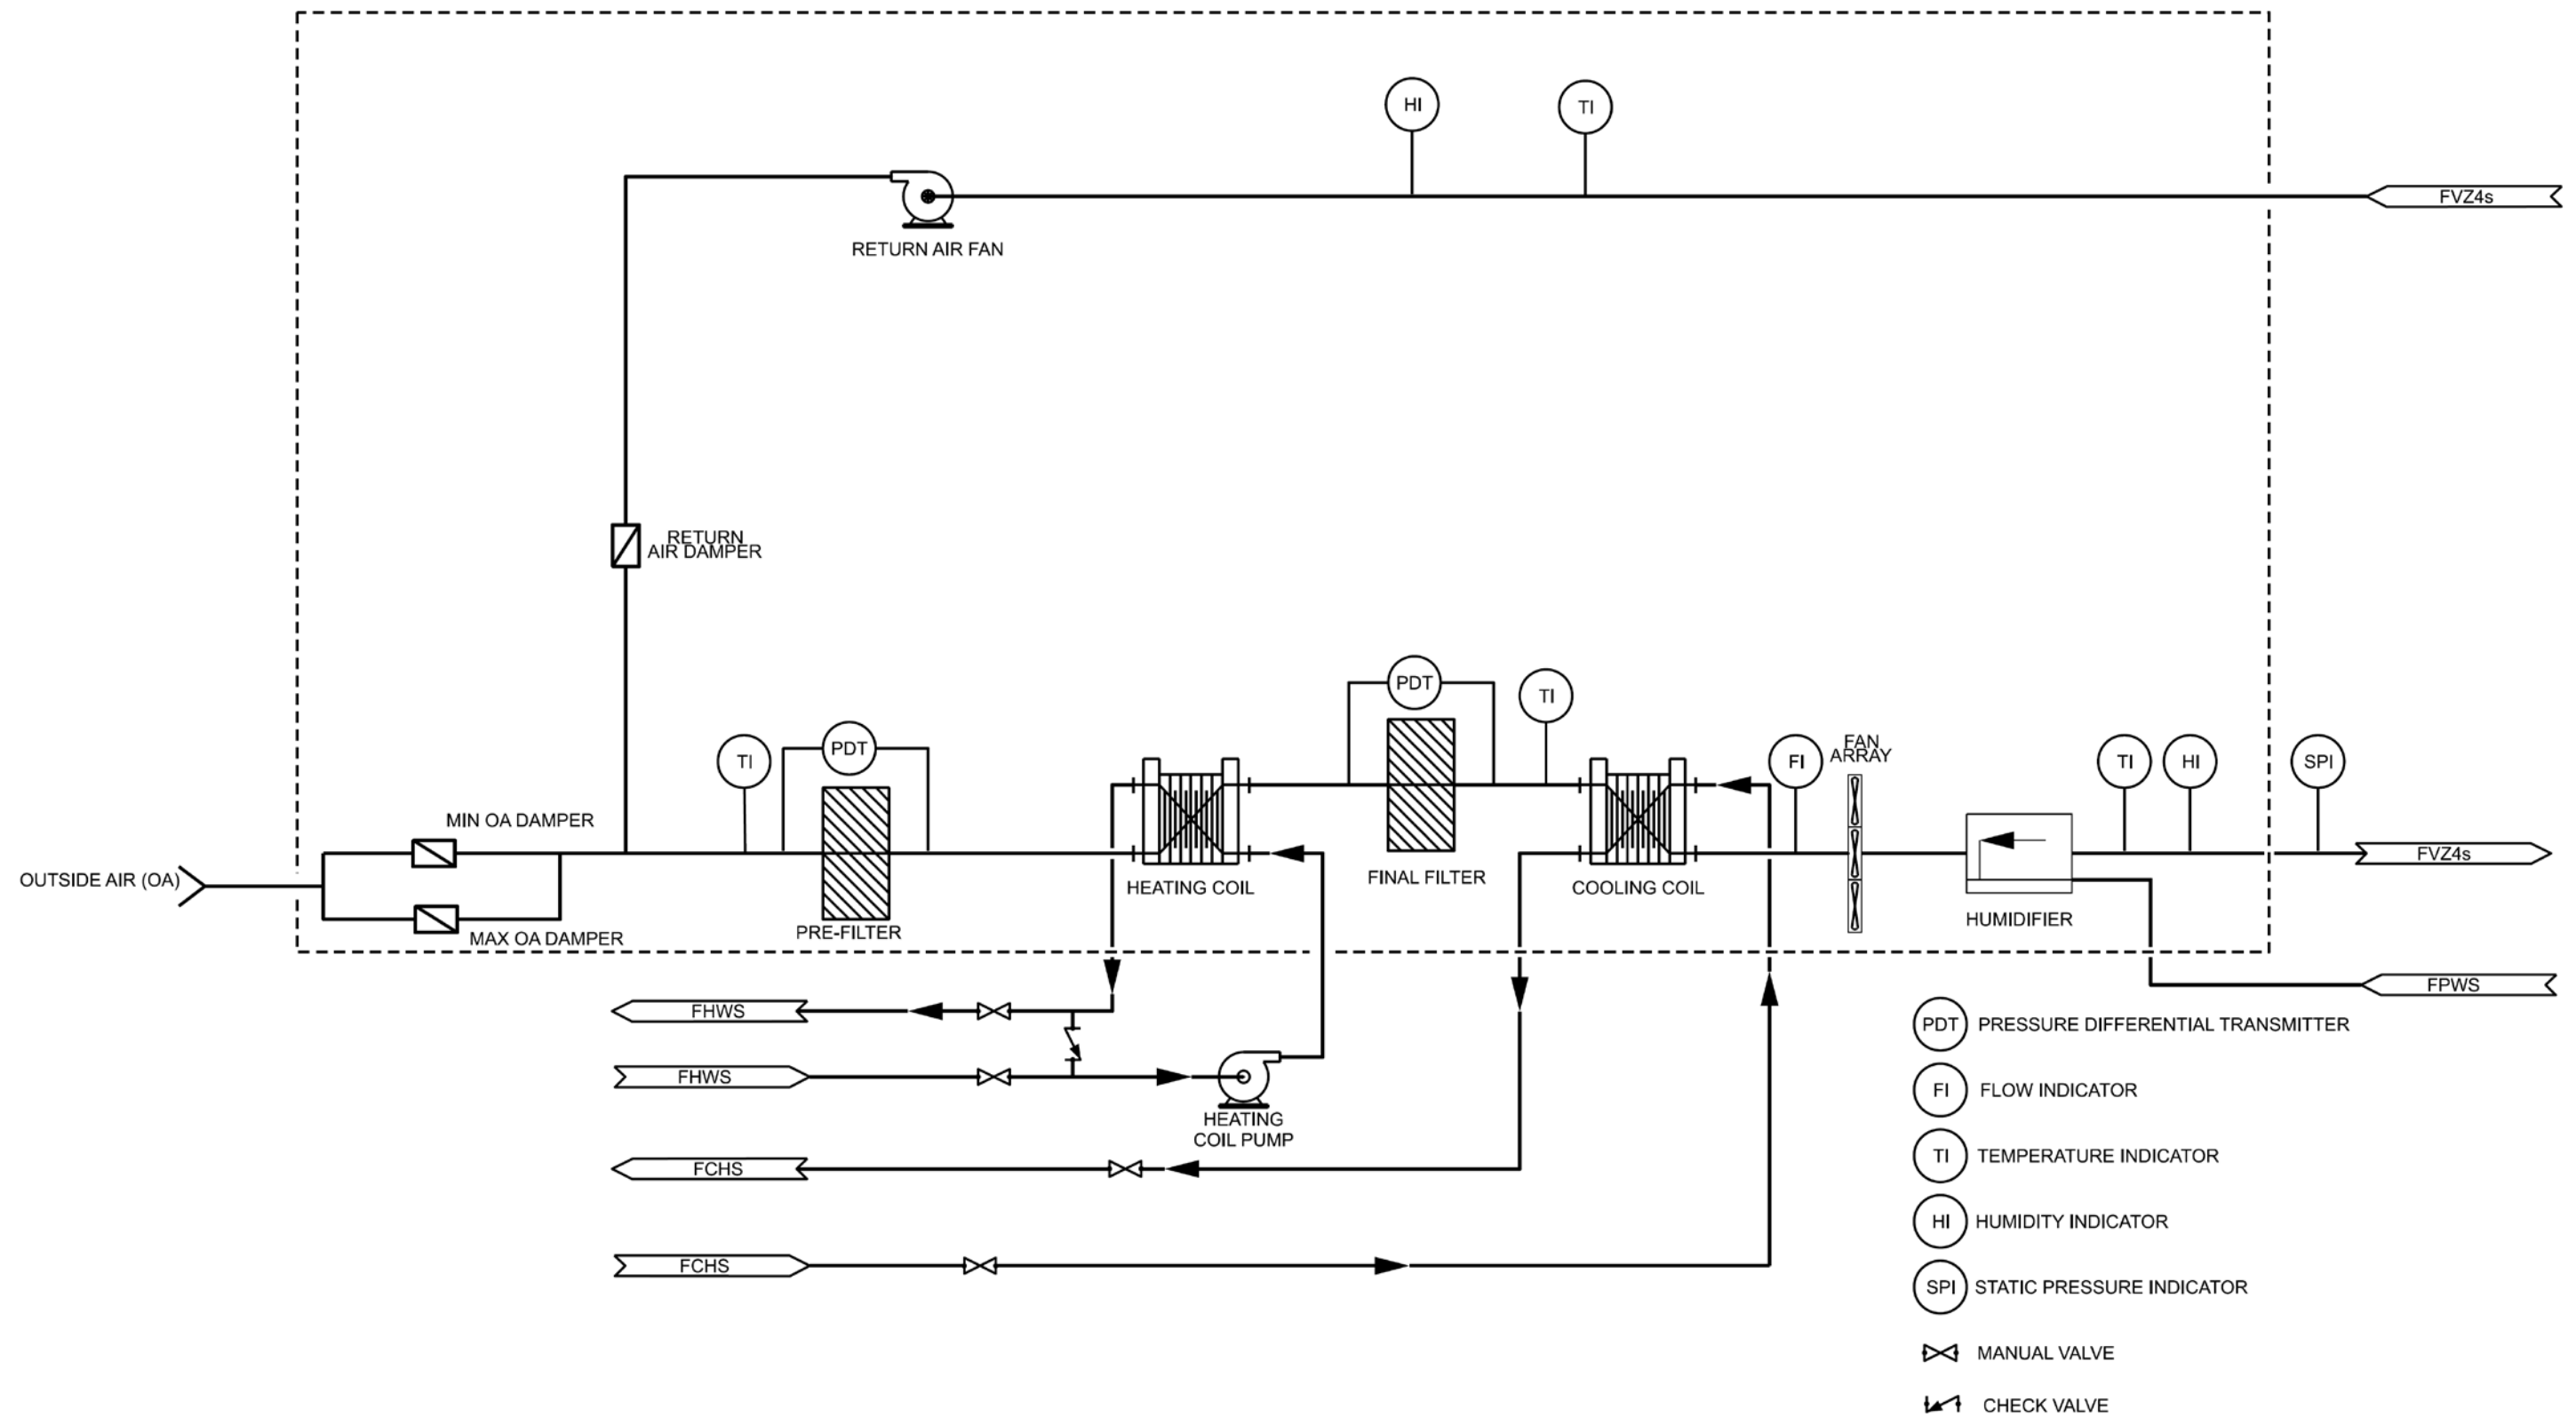 HI
TI
FVZ4s
RETURN AIR FAN
RETURN
AIR DAMPER
PDT
TI
PDT
TI
FI
FAN
ARRAY
TI
HI
SPI
MIN OA DAMPER
FVZ4s
OUTSIDE AIR (OA)
HEATING COIL
FINAL FILTER
COOLING COIL
HUMIDIFIER
PRE-FILTER
MAX OA DAMPER
FPWS
FHWS
FHWS
HEATING
COIL PUMP
FCHS
FCHS
PDT PRESSURE DIFFERENTIAL TRANSMITTER
FI FLOW INDICATOR
TI TEMPERATURE INDICATOR
HI HUMIDITY INDICATOR
SPI STATIC PRESSURE INDICATOR
MANUAL VALVE
CHECK VALVE